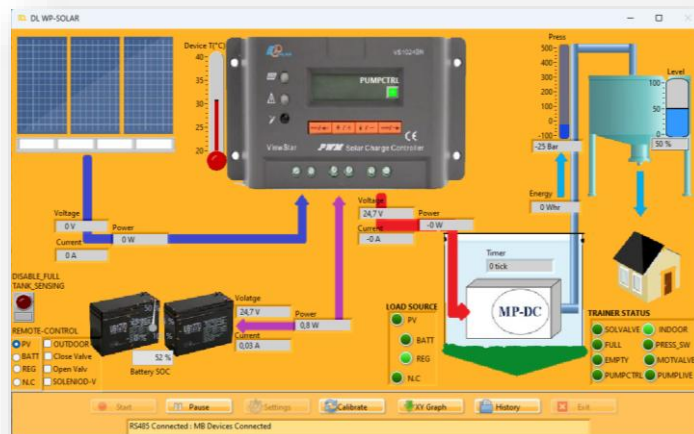 DL WP-SOLAR
Device T(°C)
40
35
30
25
20
PUMPCTRL
ViewStar
PWM Solar Charge Controller
CE
Press
500
400
300
200
100
0
-100
-25 Bar
Level
100
50
0
50 %
Energy
0 Whr
Voltage
0 V
Current
0 A
Power
0 W
Voltage
24,7 V
Current
-0 A
Power
-0 W
Timer
0 tick
MP-DC
DISABLE_FULL
TANK_SENSING
REMOTE-CONTROL
PV OUTDOOR
BATT Close Valve
REG Open Valv
N.C SOLENIOD-V
52 %
Battery SOC
Volatge
24,7 V
Current
0,03 A
Power
0,8 W
LOAD SOURCE
PV
BATT
REG
N.C
TRAINER STATUS
SOLVALVE INDOOR
FULL PRESS_SW
EMPTY MOTVALVE
PUMPCTRL PUMPLIVE
Start Pause Settings Calibrate XY Graph History Exit
RS485 Connected : MB Devices Connected